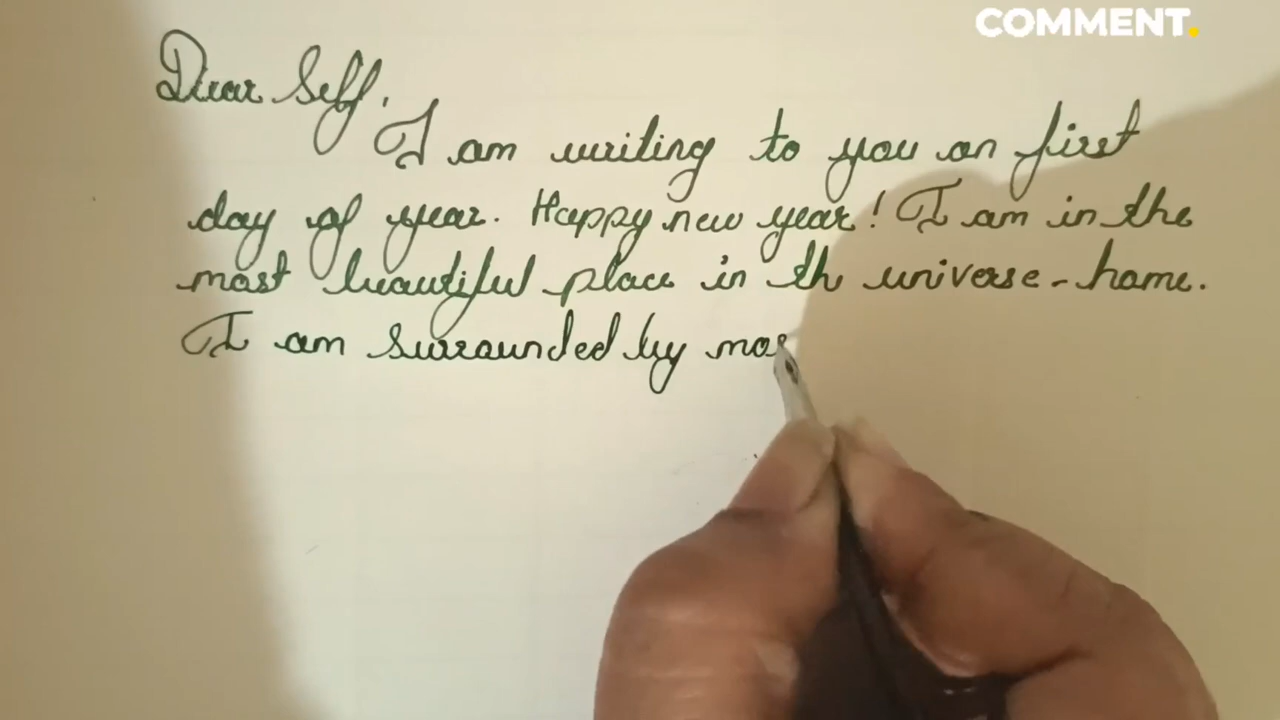 COMMENT.
Dear Self,
I am writing to you on first
day of year. Happy new year! I am in the
most beautiful place in th universe-home.
I am surrounded by mos